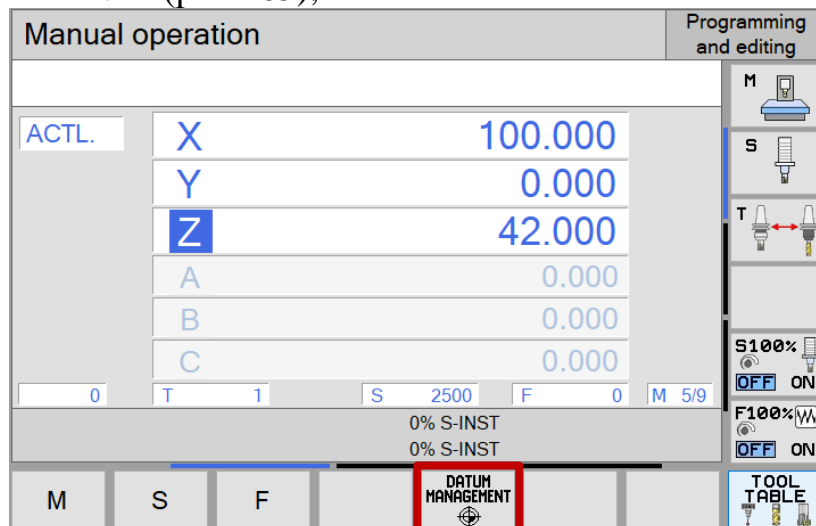 Manual operation
Programming
and editing
ACTL.
X 100.000
Y 0.000
Z 42.000
A 0.000
B 0.000
C 0.000
0 T 1 S 2500 F 0 M 5/9
0% S-INST
0% S-INST
M
S
T
S100%
OFF ON
F100%
OFF ON
M S F DATUM
MANAGEMENT
TOOL
TABLE